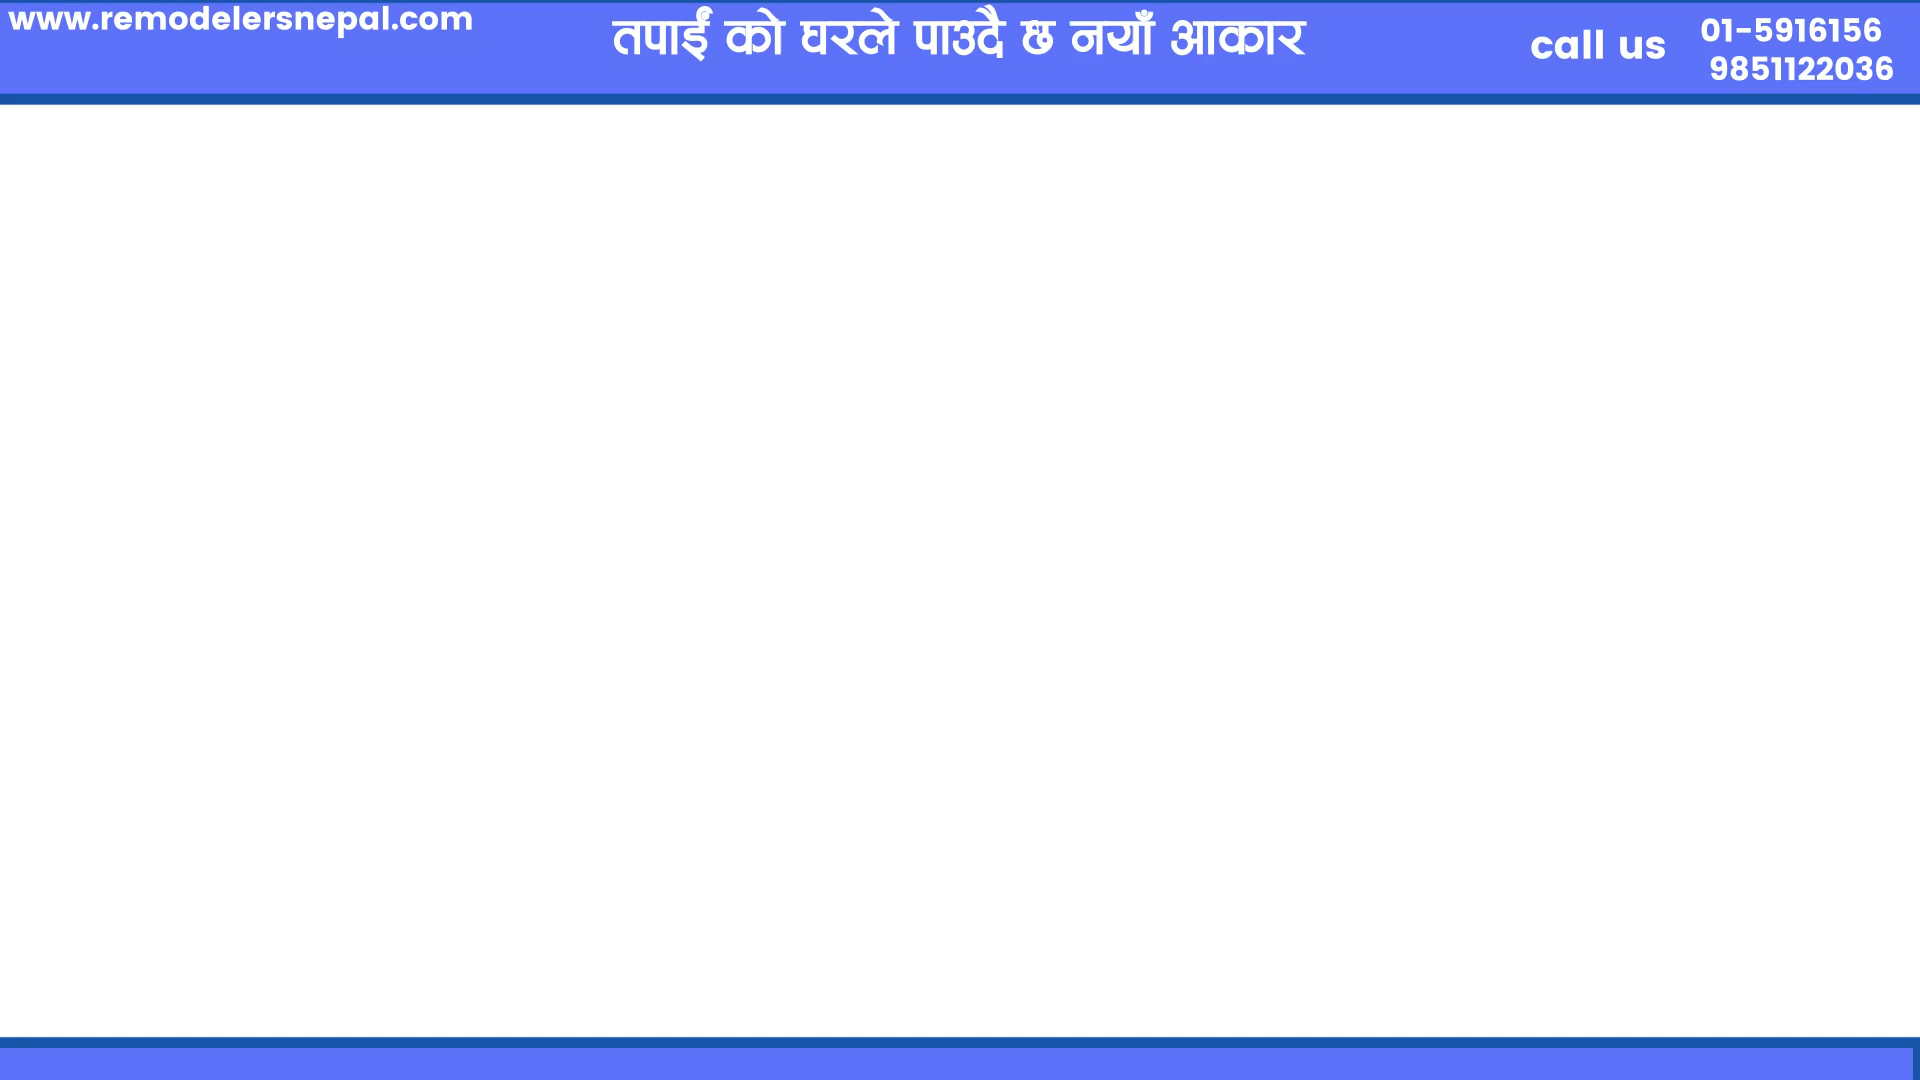 www.remodelersnepal.com
तपाईं को घरले पाउदै छ नयाँ आकार
call us
01-5916156
9851122036